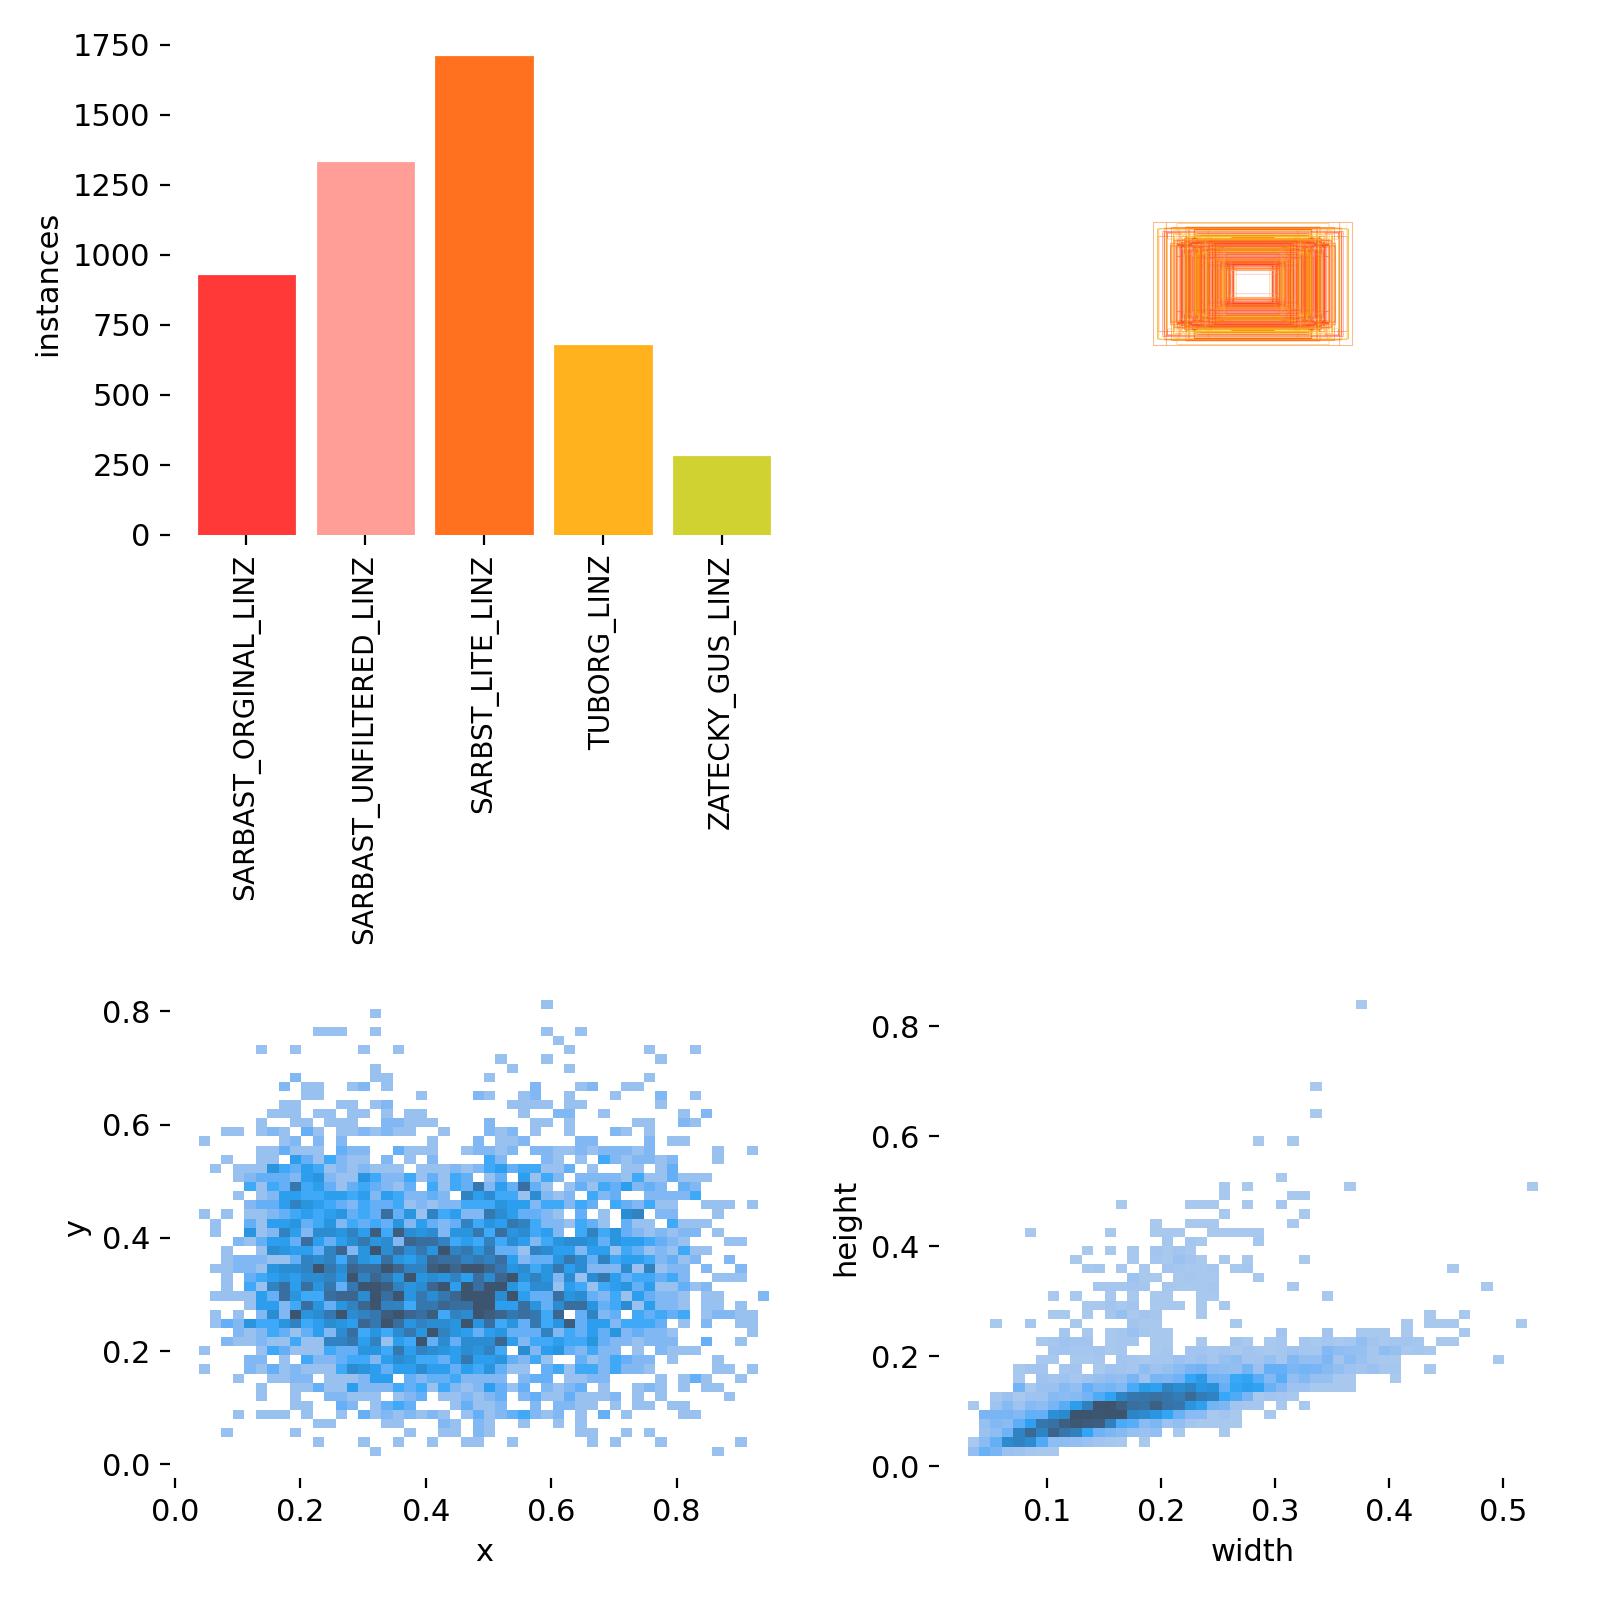 1750
1500
1250
1000
750
500
250
0
instances
SARBAST_ORGINAL_LINZ
SARBAST_UNFILTERED_LINZ
SARBST_LITE_LINZ
TUBORG_LINZ
ZATECKY_GUS_LINZ
0.8
0.6
0.4
0.2
0.0
y
0.0 0.2 0.4 0.6 0.8
x
0.8
0.6
0.4
0.2
0.0
height
0.1 0.2 0.3 0.4 0.5
width